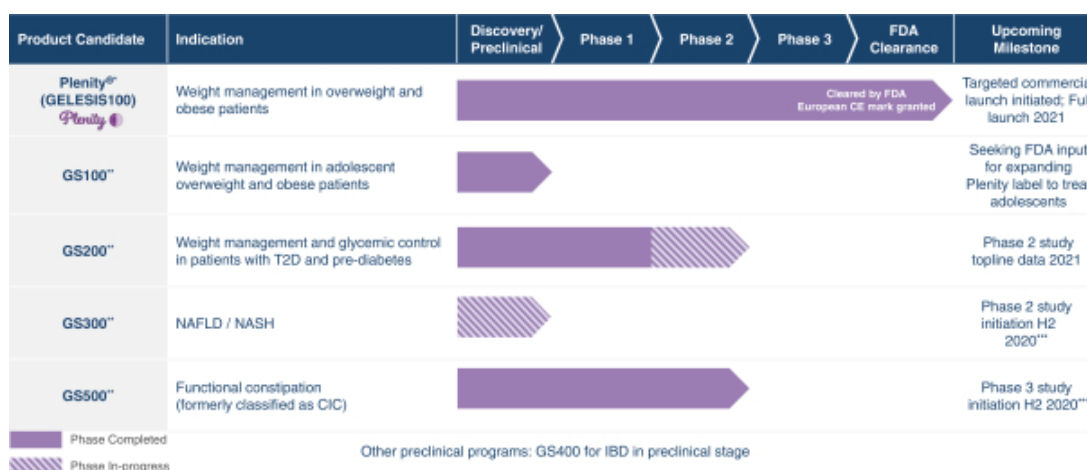 Product Candidate
Indication
Discovery/
Preclinical
Phase 1
Phase 2
Phase 3
FDA
Clearance
Upcoming
Milestone
Plenity®*
(GELESIS100)
Plenity
Weight management in overweight and
obese patients
Cleared by FDA
European CE mark granted
Targeted commercia
launch initiated; Ful
launch 2021
GS100**
Weight management in adolescent
overweight and obese patients
Seeking FDA input
for expanding
Plenity label to trea
adolescents
GS200**
Weight management and glycemic control
in patients with T2D and pre-diabetes
Phase 2 study
topline data 2021
GS300**
NAFLD / NASH
Phase 2 study
initiation H2
2020***
GS500**
Functional constipation
(formerly classified as CIC)
Phase 3 study
initiation H2 2020***
Phase Completed
Phase In-progress
Other preclinical programs: GS400 for IBD in preclinical stage